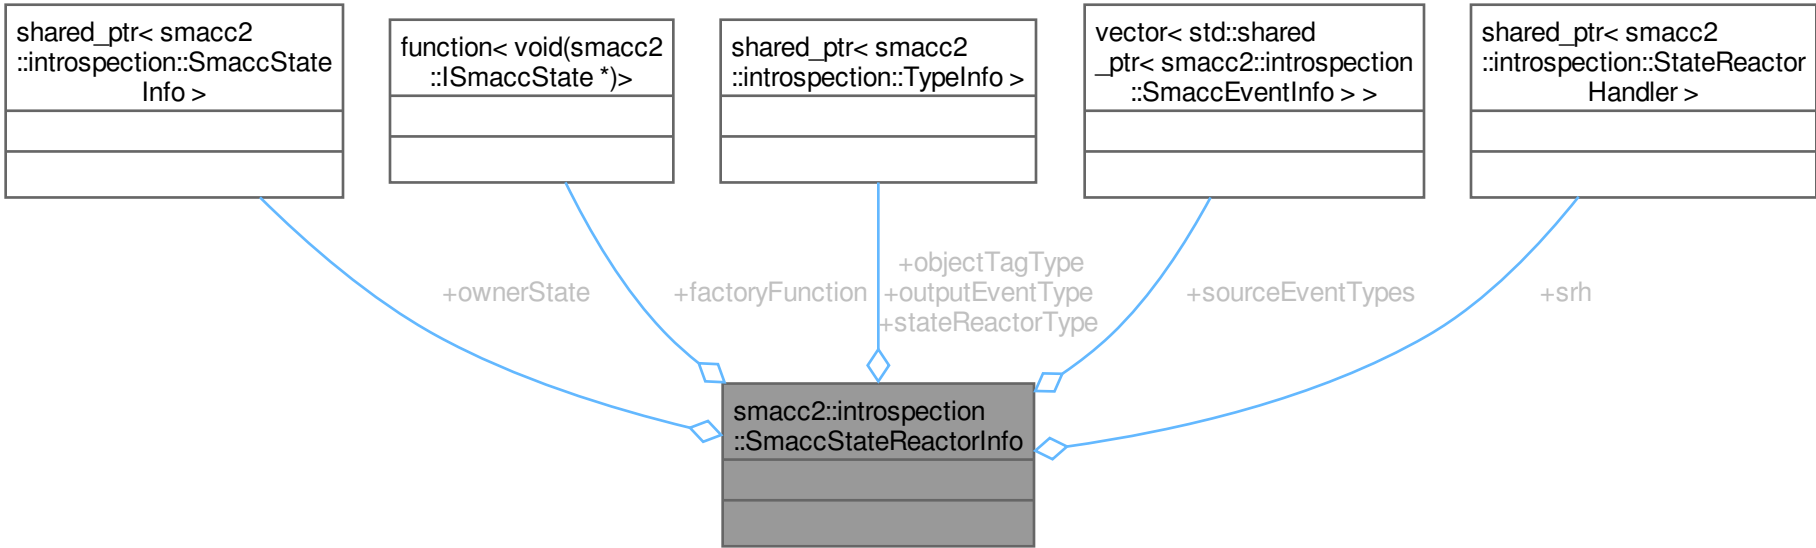 shared_ptr< smacc2
::introspection::SmaccState
Info >
function< void(smacc2
::ISmaccState *)>
shared_ptr< smacc2
::introspection::TypeInfo >
vector< std::shared
_ptr< smacc2::introspection
::SmaccEventInfo > >
shared_ptr< smacc2
::introspection::StateReactor
Handler >
+ownerState
+factoryFunction
+objectTagType
+outputEventType
+stateReactorType
+sourceEventTypes
+srh
smacc2::introspection
::SmaccStateReactorInfo